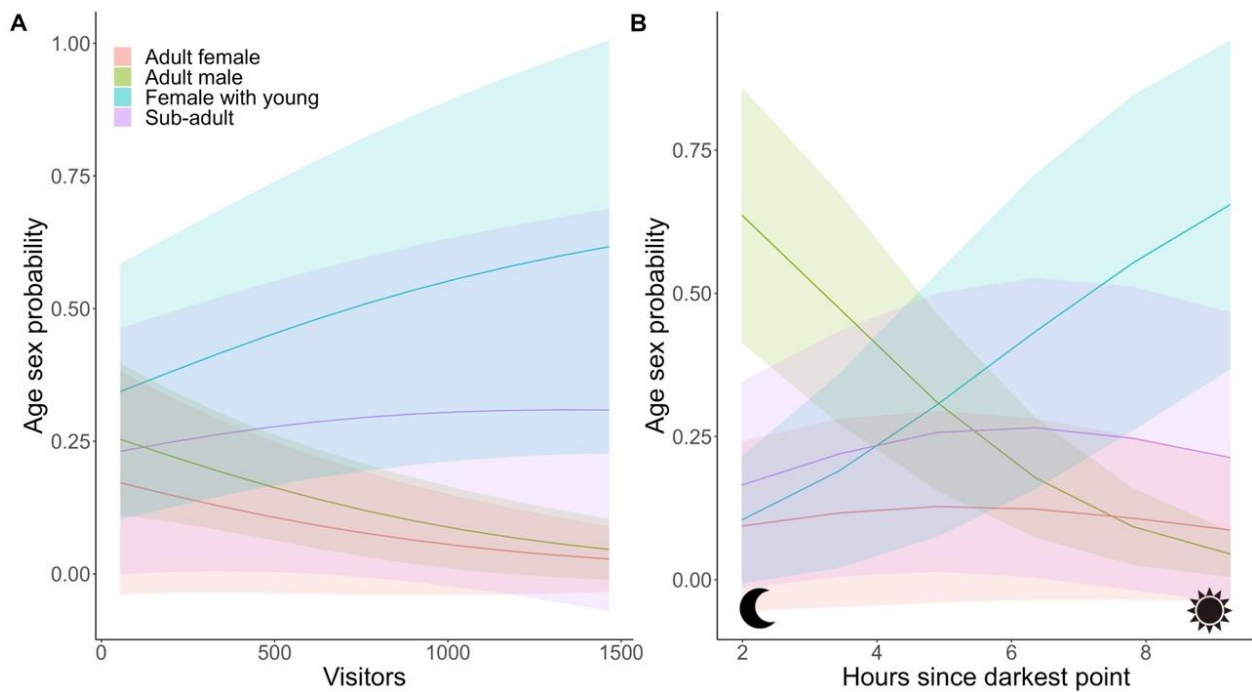 A
B
Adult female
Adult male
Female with young
Sub-adult
1.00
0.75
0.50
0.25
0.00
Age sex probability
0
500
1000
1500
Visitors
0.75
0.50
0.25
0.00
Age sex probability
2
4
6
8
Hours since darkest point